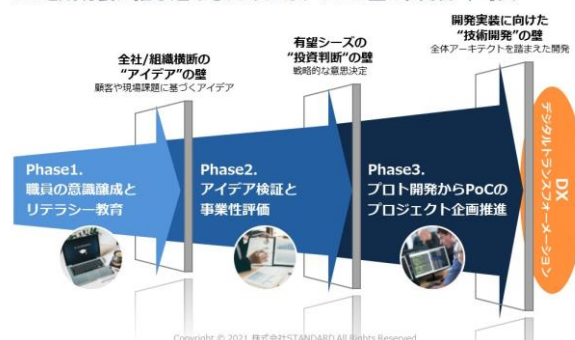 全社/組織横断の
“アイデア”の壁
顧客や現場課題に基づくアイデア
有望シーズの
“投資判断”の壁
戦略的な意思決定
開発実装に向けた
“技術開発”の壁
全体アーキテクトを踏まえた開発
Phase1.
職員の意識醸成と
リテラシー教育
Phase2.
アイデア検証と
事業性評価
Phase3.
プロト開発からPoCの
プロジェクト企画推進
DX
デジタルトランスフォーメーション
Copyright © 2021 株式会社STANDARD All Rights Reserved